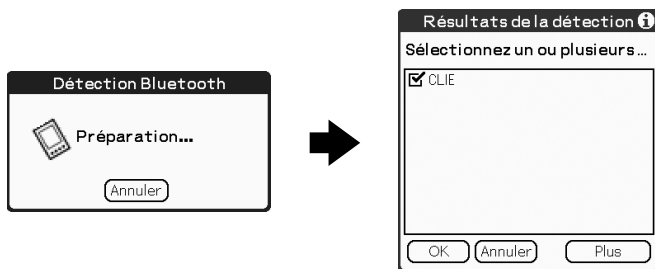 Détection Bluetooth
Préparation...
Annuler
Résultats de la détection
Sélectionnez un ou plusieurs...
CLIE
OK Annuler Plus